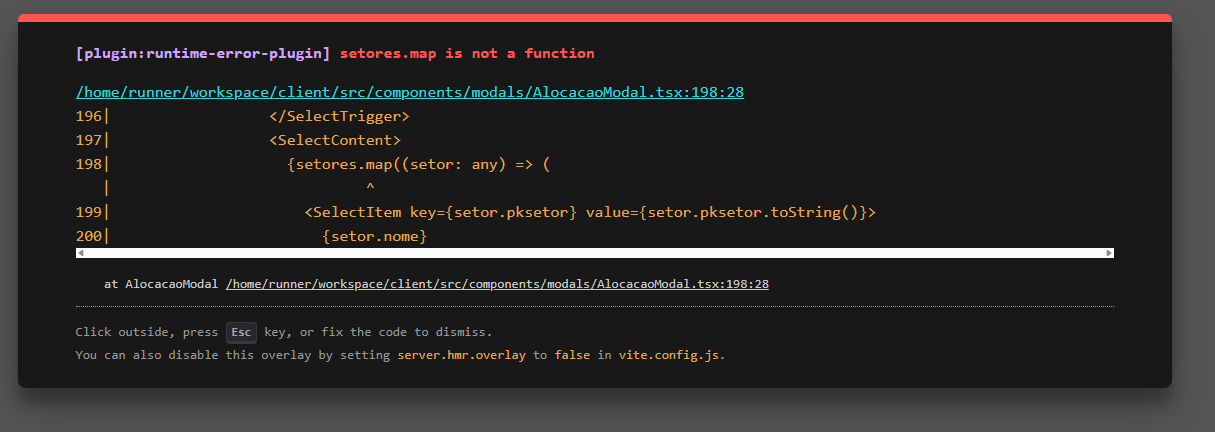 [plugin:runtime-error-plugin] setores.map is not a function
/home/runner/workspace/client/src/components/modals/AlocacaoModal.tsx:198:28
196|                  </SelectTrigger>
197|                  <SelectContent>
198|                    {setores.map((setor: any) => (
   |                             ^
199|                      <SelectItem key={setor.pksetor} value={setor.pksetor.toString()}>
200|                        {setor.nome}
at AlocacaoModal /home/runner/workspace/client/src/components/modals/AlocacaoModal.tsx:198:28
Click outside, press Esc key, or fix the code to dismiss.
You can also disable this overlay by setting server.hmr.overlay to false in vite.config.js.